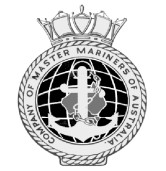 COMPANY OF MASTER MARINERS OF AUSTRALIA